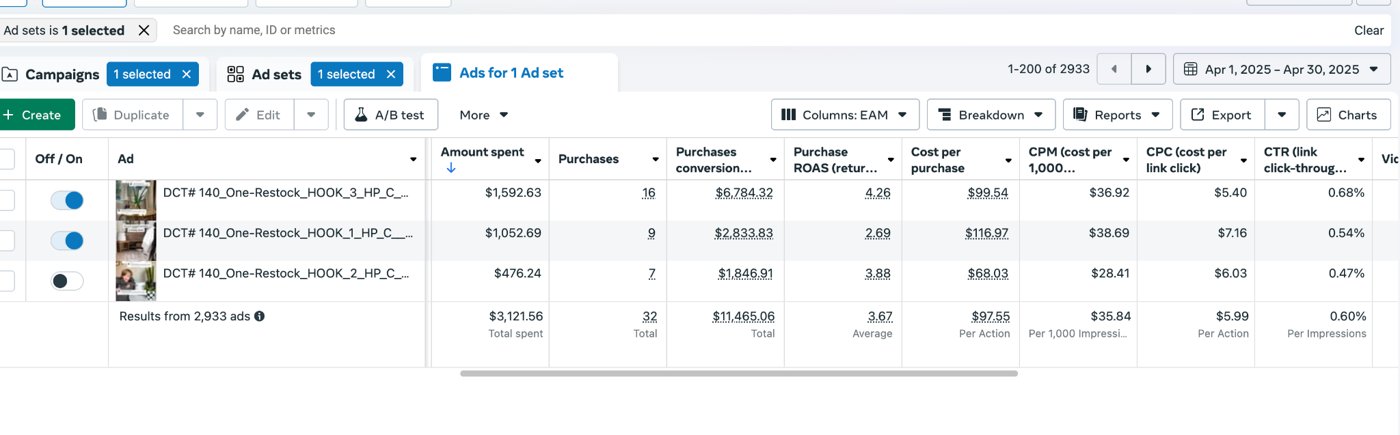 Ad sets is 1 selected
Search by name, ID or metrics
Clear
Campaigns
1 selected
Ad sets
1 selected
Ads for 1 Ad set
1-200 of 2933
Apr 1, 2025 – Apr 30, 2025
+ Create
Duplicate
Edit
A/B test
More
Columns: EAM
Breakdown
Reports
Export
Charts
Off / On
Ad
Amount spent ↓
Purchases
Purchases conversion...
Purchase ROAS (retur...
Cost per purchase
CPM (cost per 1,000...
CPC (cost per link click)
CTR (link click-throug...
Vic
DCT# 140_One-Restock_HOOK_3_HP_C_... $1,592.63 16 $6,784.32 4.26 $99.54 $36.92 $5.40 0.68%
DCT# 140_One-Restock_HOOK_1_HP_C__... $1,052.69 9 $2,833.83 2.69 $116.97 $38.69 $7.16 0.54%
DCT# 140_One-Restock_HOOK_2_HP_C_... $476.24 7 $1,846.91 3.88 $68.03 $28.41 $6.03 0.47%
Results from 2,933 ads $3,121.56 32 $11,465.06 3.67 $97.55 $35.84 $5.99 0.60%
Total spent Total Total Average Per Action Per 1,000 Impressi... Per Action Per Impressions